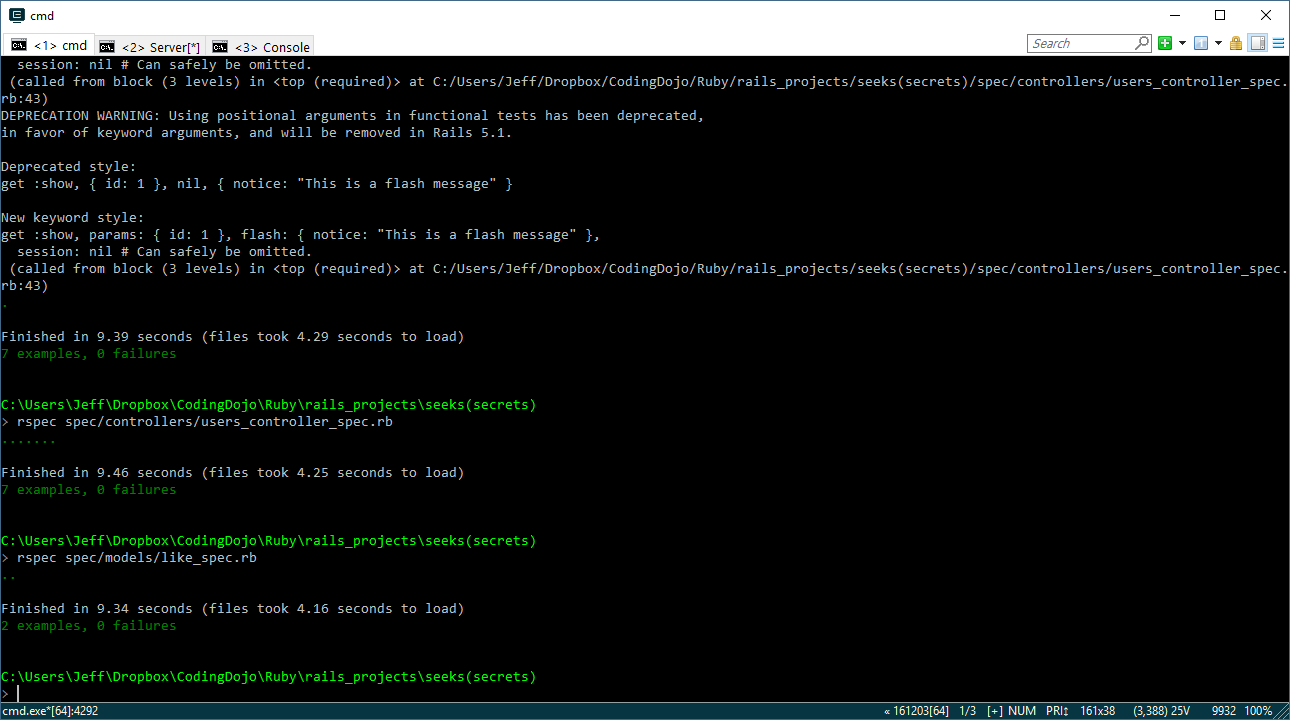 cmd
<1> cmd
<2> Server[*]
<3> Console
Search
session: nil # Can safely be omitted.
(called from block (3 levels) in <top (required)> at C:/Users/Jeff/Dropbox/CodingDojo/Ruby/rails_projects/seeks(secrets)/spec/controllers/users_controller_spec.
rb:43)
DEPRECATION WARNING: Using positional arguments in functional tests has been deprecated,
in favor of keyword arguments, and will be removed in Rails 5.1.
Deprecated style:
get :show, { id: 1 }, nil, { notice: "This is a flash message" }
New keyword style:
get :show, params: { id: 1 }, flash: { notice: "This is a flash message" },
session: nil # Can safely be omitted.
(called from block (3 levels) in <top (required)> at C:/Users/Jeff/Dropbox/CodingDojo/Ruby/rails_projects/seeks(secrets)/spec/controllers/users_controller_spec.
rb:43)
.
Finished in 9.39 seconds (files took 4.29 seconds to load)
7 examples, 0 failures
C:\Users\Jeff\Dropbox\CodingDojo\Ruby\rails_projects\seeks(secrets)
> rspec spec/controllers/users_controller_spec.rb
.......
Finished in 9.46 seconds (files took 4.25 seconds to load)
7 examples, 0 failures
C:\Users\Jeff\Dropbox\CodingDojo\Ruby\rails_projects\seeks(secrets)
> rspec spec/models/like_spec.rb
..
Finished in 9.34 seconds (files took 4.16 seconds to load)
2 examples, 0 failures
C:\Users\Jeff\Dropbox\CodingDojo\Ruby\rails_projects\seeks(secrets)
>
cmd.exe*[64]:4292 « 161203[64] 1/3 [+] NUM PRI↕ 161x38 (3,388) 25V 9932 100%